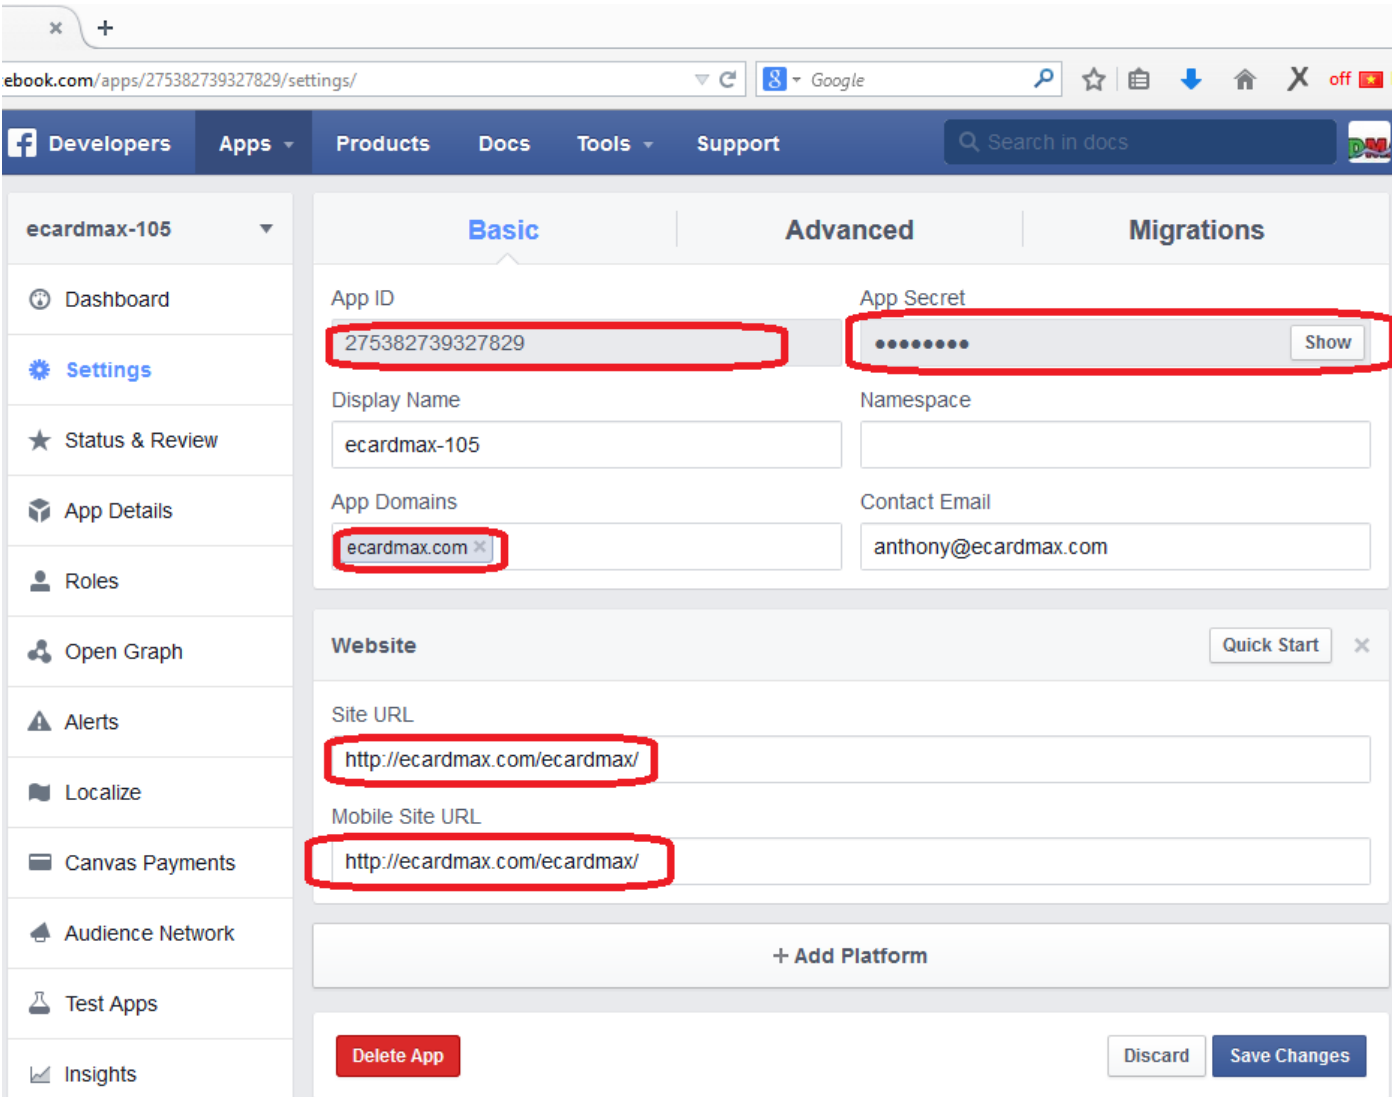 ebook.com/apps/275382739327829/settings/
Google
off
Developers Apps Products Docs Tools Support Search in docs
ecardmax-105
Dashboard
Settings
Status & Review
App Details
Roles
Open Graph
Alerts
Localize
Canvas Payments
Audience Network
Test Apps
Insights
Basic Advanced Migrations
App ID
275382739327829
App Secret
•••••••• Show
Display Name
ecardmax-105
Namespace
App Domains
ecardmax.com ×
Contact Email
anthony@ecardmax.com
Website Quick Start ×
Site URL
http://ecardmax.com/ecardmax/
Mobile Site URL
http://ecardmax.com/ecardmax/
+ Add Platform
Delete App Discard Save Changes